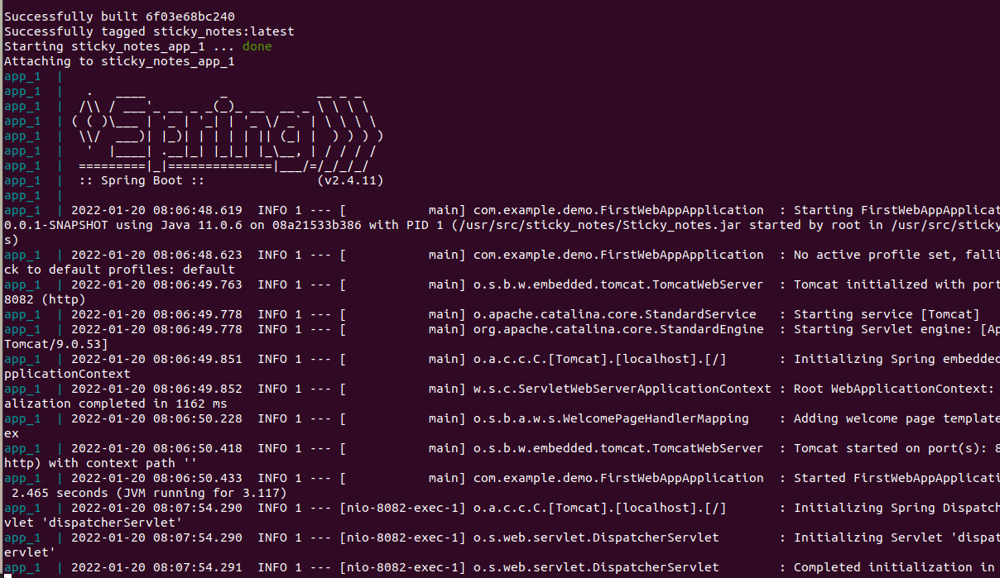 Successfully built 6f03e68bc240
Successfully tagged sticky_notes:latest
Starting sticky_notes_app_1 ... done
Attaching to sticky_notes_app_1
app_1  |
app_1  |   .   ____          _            __ _ _
app_1  |  /\\ / ___'_ __ _ _(_)_ __  __ _ \ \ \ \
app_1  | ( ( )\___ | '_ | '_| | '_ \/ _` | \ \ \ \
app_1  |  \\/  ___)| |_)| | | | | || (_| |  ) ) ) )
app_1  |   '  |____| .__|_| |_|_| |_\__, | / / / /
app_1  |  =========|_|==============|___/=/_/_/_/
app_1  |  :: Spring Boot ::               (v2.4.11)
app_1  |
app_1  | 2022-01-20 08:06:48.619  INFO 1 --- [           main] com.example.demo.FirstWebAppApplication  : Starting FirstWebAppApplicat
0.0.1-SNAPSHOT using Java 11.0.6 on 08a21533b386 with PID 1 (/usr/src/sticky_notes/Sticky_notes.jar started by root in /usr/src/sticky
s)
app_1  | 2022-01-20 08:06:48.623  INFO 1 --- [           main] com.example.demo.FirstWebAppApplication  : No active profile set, falli
ck to default profiles: default
app_1  | 2022-01-20 08:06:49.763  INFO 1 --- [           main] o.s.b.w.embedded.tomcat.TomcatWebServer  : Tomcat initialized with port
8082 (http)
app_1  | 2022-01-20 08:06:49.778  INFO 1 --- [           main] o.apache.catalina.core.StandardService   : Starting service [Tomcat]
app_1  | 2022-01-20 08:06:49.778  INFO 1 --- [           main] org.apache.catalina.core.StandardEngine  : Starting Servlet engine: [Ap
Tomcat/9.0.53]
app_1  | 2022-01-20 08:06:49.851  INFO 1 --- [           main] o.a.c.c.C.[Tomcat].[localhost].[/]       : Initializing Spring embedded
pplicationContext
app_1  | 2022-01-20 08:06:49.852  INFO 1 --- [           main] w.s.c.ServletWebServerApplicationContext : Root WebApplicationContext:
alization completed in 1162 ms
app_1  | 2022-01-20 08:06:50.228  INFO 1 --- [           main] o.s.b.a.w.s.WelcomePageHandlerMapping    : Adding welcome page template
ex
app_1  | 2022-01-20 08:06:50.418  INFO 1 --- [           main] o.s.b.w.embedded.tomcat.TomcatWebServer  : Tomcat started on port(s): 8
http) with context path ''
app_1  | 2022-01-20 08:06:50.433  INFO 1 --- [           main] com.example.demo.FirstWebAppApplication  : Started FirstWebAppApplicati
 2.465 seconds (JVM running for 3.117)
app_1  | 2022-01-20 08:07:54.290  INFO 1 --- [nio-8082-exec-1] o.a.c.c.C.[Tomcat].[localhost].[/]       : Initializing Spring Dispatch
vlet 'dispatcherServlet'
app_1  | 2022-01-20 08:07:54.290  INFO 1 --- [nio-8082-exec-1] o.s.web.servlet.DispatcherServlet        : Initializing Servlet 'dispat
ervlet'
app_1  | 2022-01-20 08:07:54.291  INFO 1 --- [nio-8082-exec-1] o.s.web.servlet.DispatcherServlet        : Completed initialization in